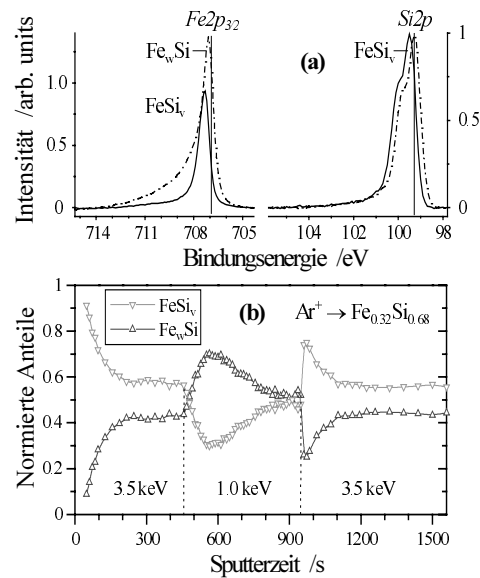 Fe2p3/2
Si2p
Intensität /arb. units
1.0
0.5
0
FewSi
FeSiv
(a)
FeSiv
1
0.5
0
714 711 708 705
104 102 100 98
Bindungsenergie /eV
Normierte Anteile
1
0.8
0.6
0.4
0.2
0
FeSiv
FewSi
(b)
Ar+ → Fe0.32Si0.68
3.5 keV
1.0 keV
3.5 keV
0 300 600 900 1200 1500
Sputterzeit /s